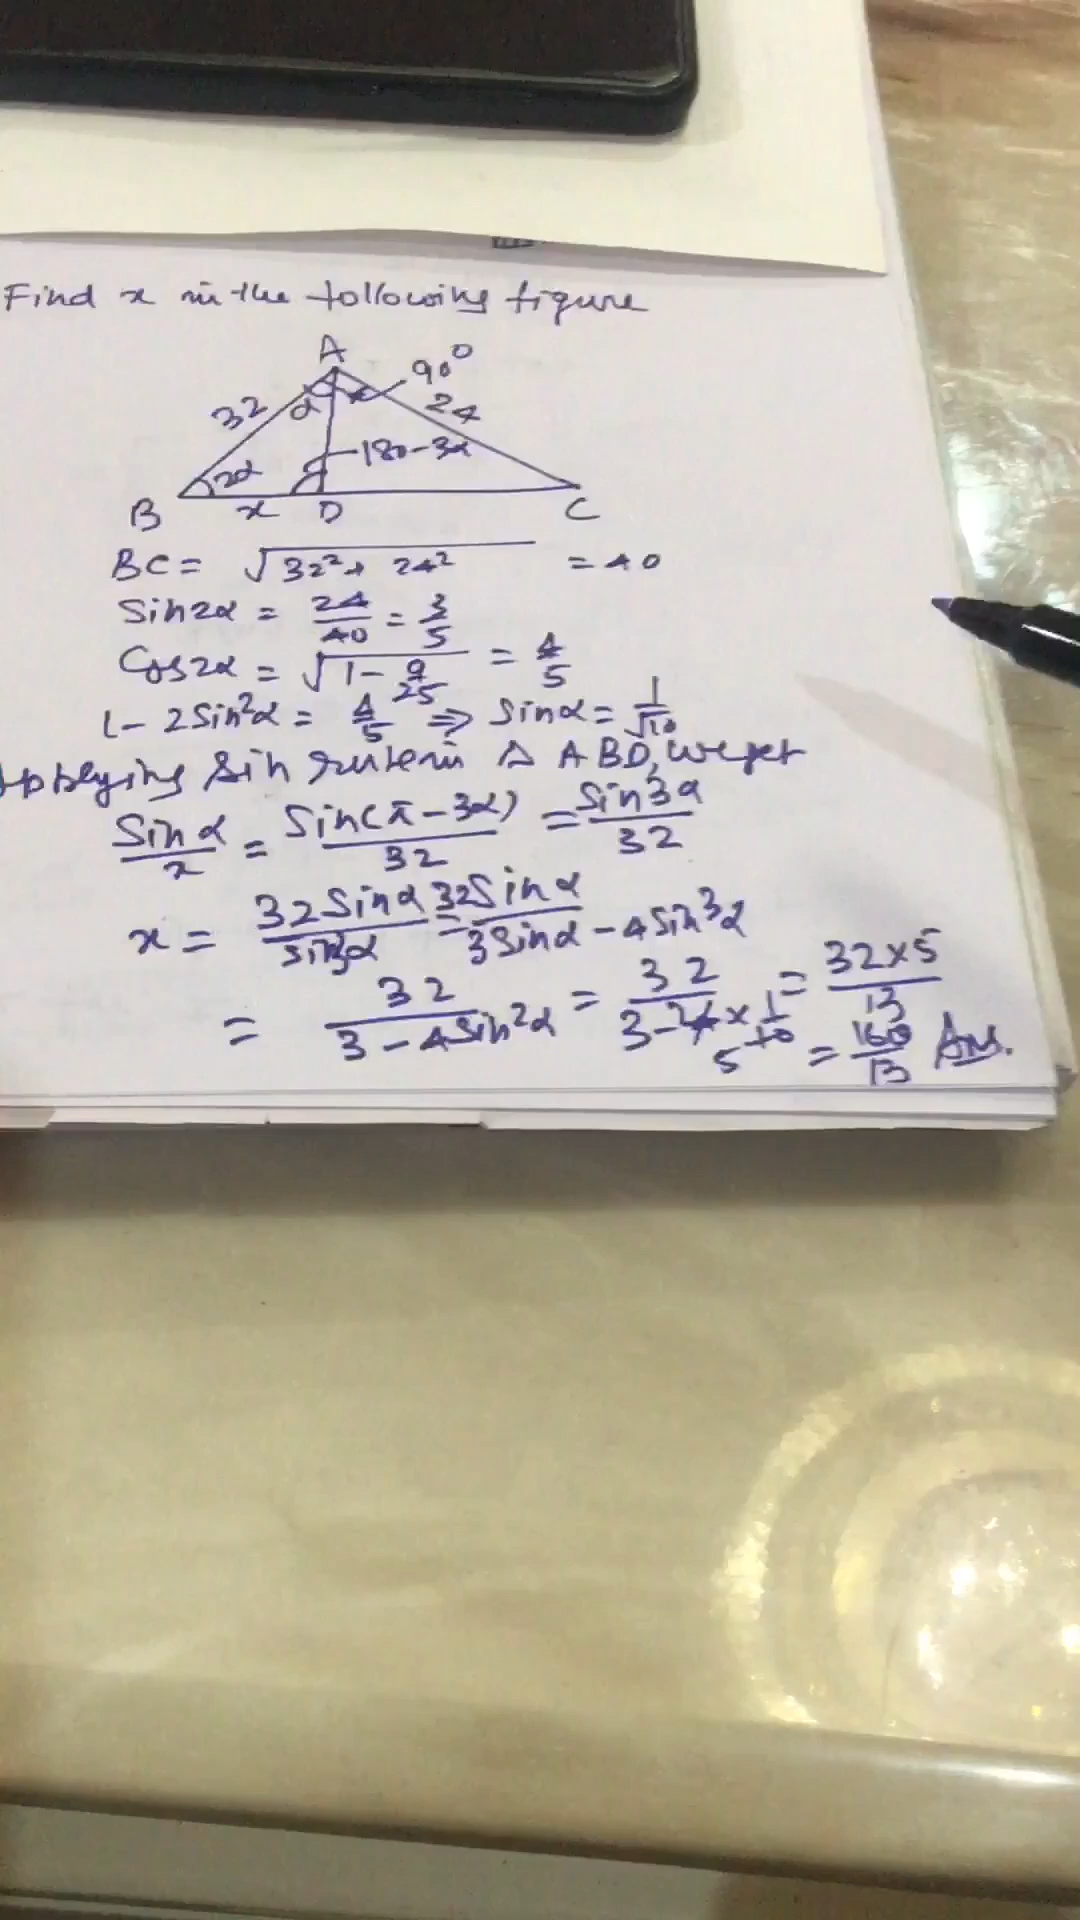 Find x in the following figure
A
90°
32
α
24
2α
180-3α
B
x
D
C
BC = √32²+ 24² = 40
Sin2α = 24/40 = 3/5
Cos2α = √1-9/25 = 4/5
1- 2Sin²α = 4/5 ⇒ Sinα = 1/√10
Applying Sin rule in Δ ABD, we get
Sinα/x = Sin(π-3α)/32 = Sin3α/32
x = 32Sinα/Sin3α = 32Sinα/3Sinα-4Sin³α
= 32/3-4Sin²α = 32/3-4×1/10 = 32×5/13
5
= 160/13 Ans.